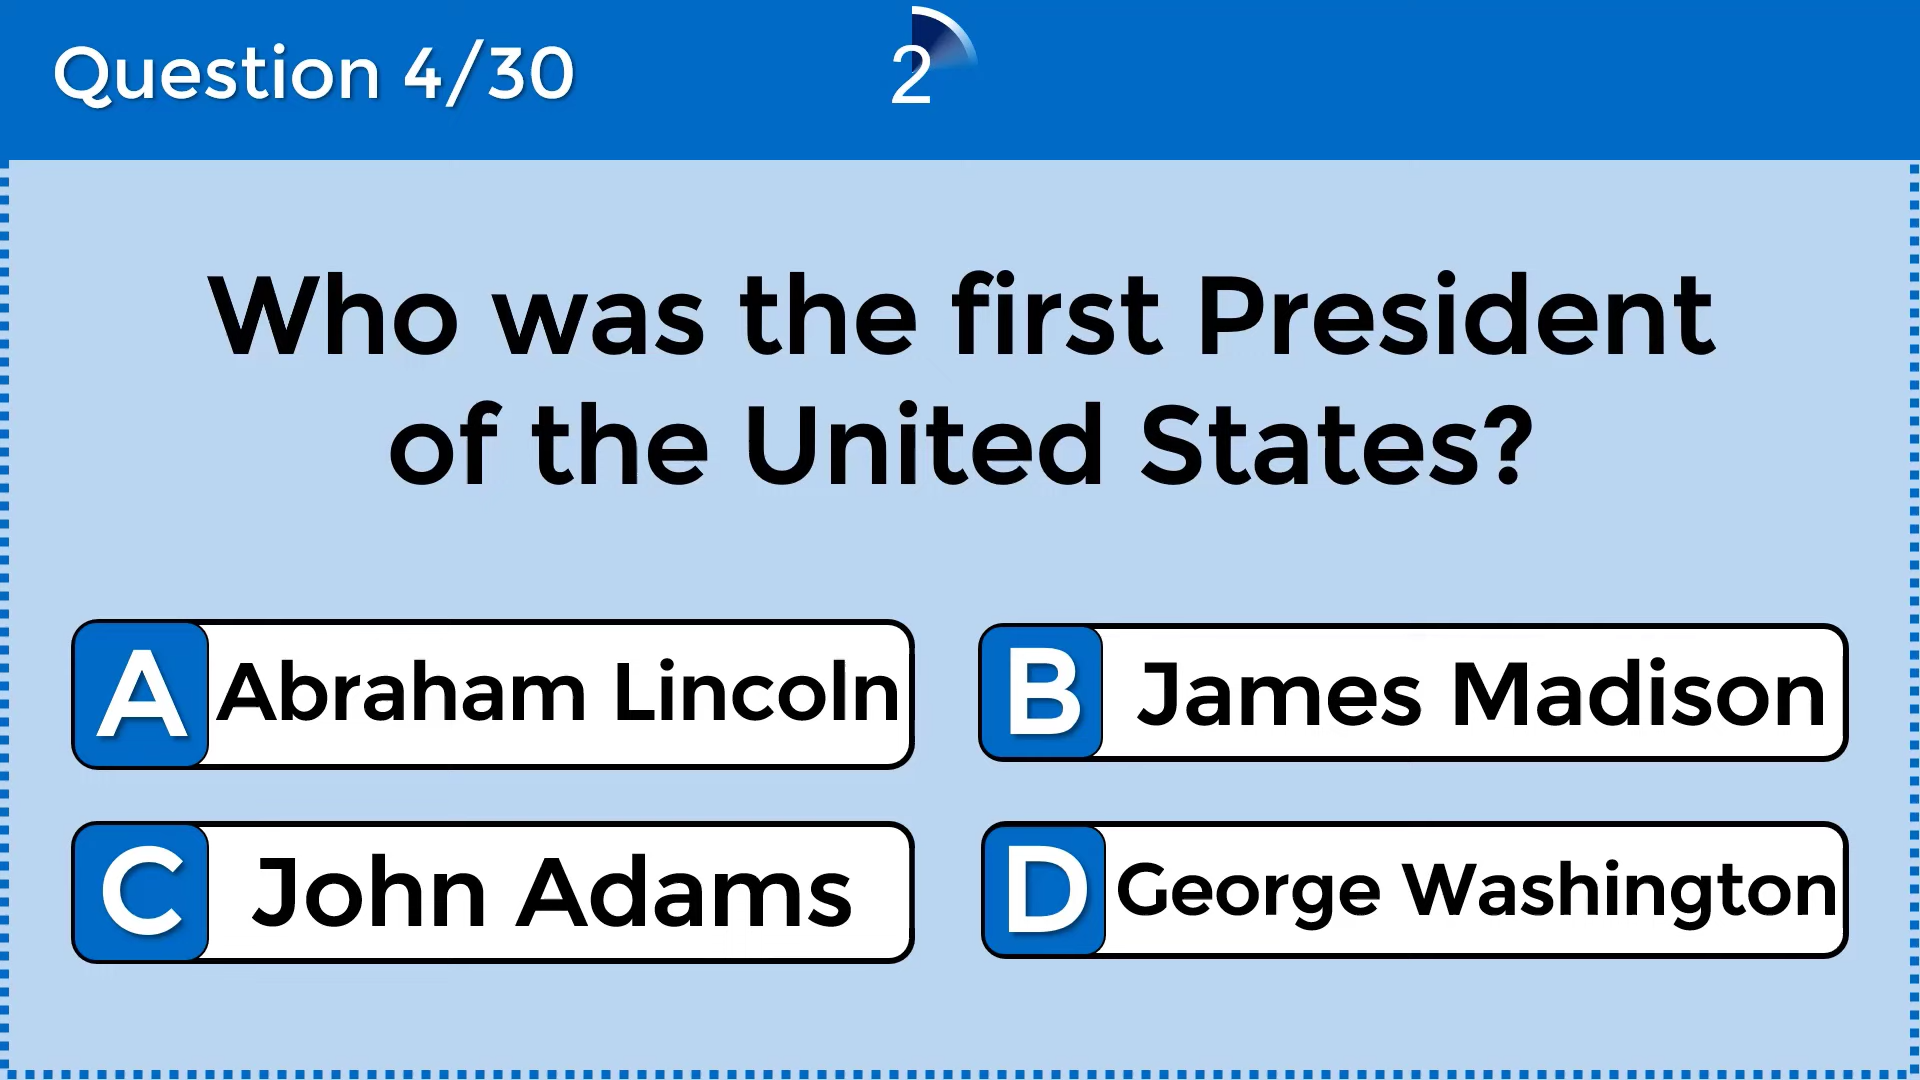 Question 4/30
2
Who was the first President
of the United States?
A Abraham Lincoln
B James Madison
C John Adams
D George Washington